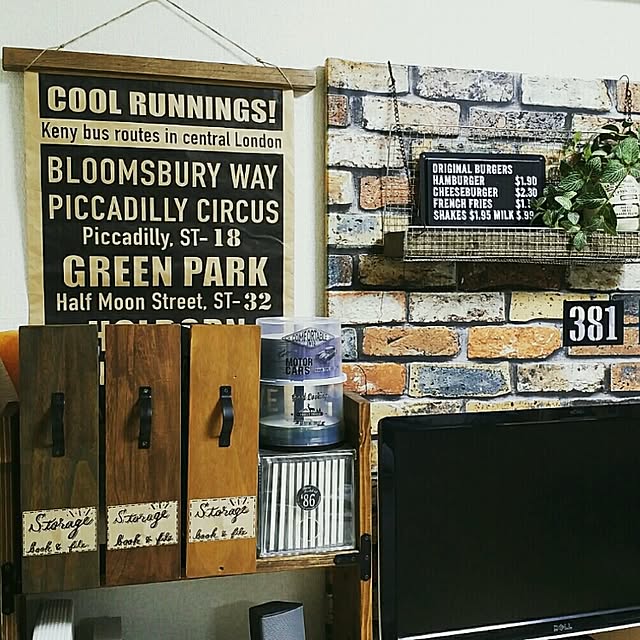 COOL RUNNINGS!
Keny bus routes in central London
BLOOMSBURY WAY
PICCADILLY CIRCUS
Piccadilly, ST-18
GREEN PARK
Half Moon Street, ST-32
HOLBORN
ORIGINAL BURGERS
HAMBURGER $1.90
CHEESEBURGER $2.30
FRENCH FRIES
SHAKES $1.95 MILK $.99
381
MOTOR
CAR'S
'86
Storage
book & file
Storage
book & file
Storage
book & file
DELL